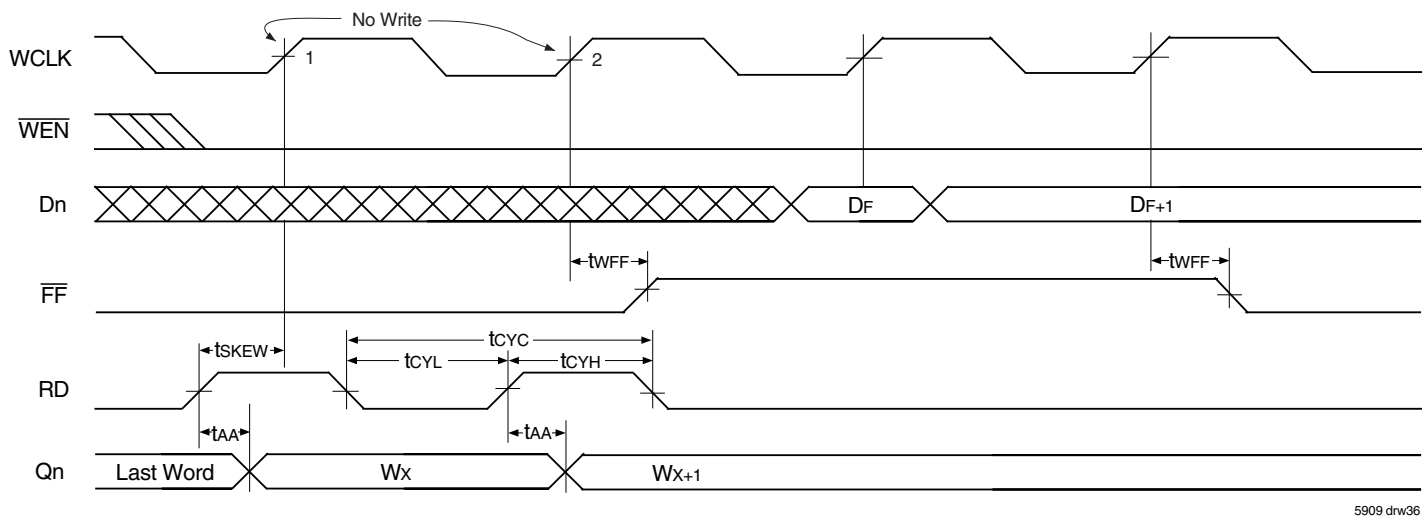 No Write
WCLK 1 2
WEN
Dn DF DF+1
tWFF tWFF
FF
tCYC
tSKEW tCYL tCYH
RD
tAA tAA
Qn Last Word WX WX+1
5909 drw36